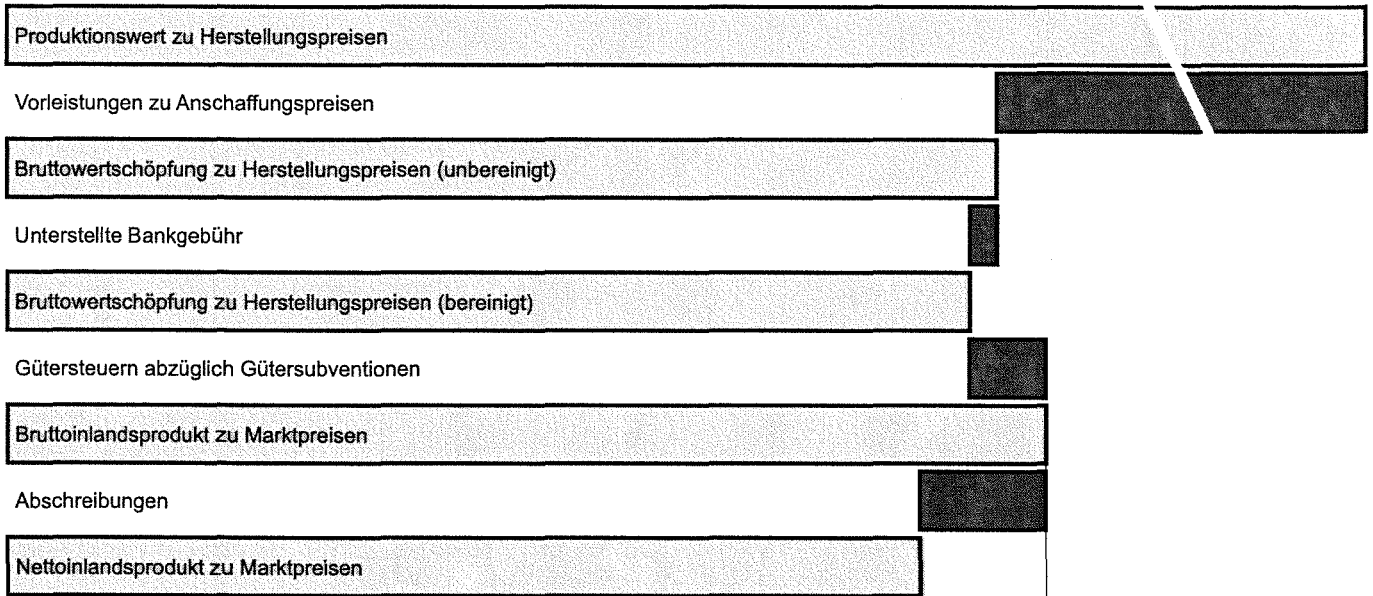 Produktionswert zu Herstellungspreisen
Vorleistungen zu Anschaffungspreisen
Bruttowertschöpfung zu Herstellungspreisen (unbereinigt)
Unterstellte Bankgebühr
Bruttowertschöpfung zu Herstellungspreisen (bereinigt)
Gütersteuern abzüglich Gütersubventionen
Bruttoinlandsprodukt zu Marktpreisen
Abschreibungen
Nettoinlandsprodukt zu Marktpreisen